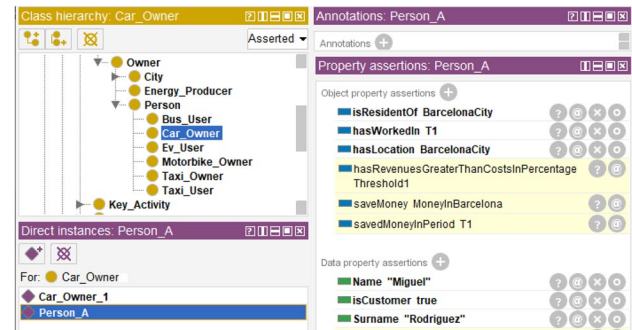 Class hierarchy: Car_Owner
Asserted
Owner
City
Energy_Producer
Person
Bus_User
Car_Owner
Ev_User
Motorbike_Owner
Taxi_Owner
Taxi_User
Key_Activity
Direct instances: Person_A
For: Car_Owner
Car_Owner_1
Person_A
Annotations: Person_A
Annotations
Property assertions: Person_A
Object property assertions
isResidentOf BarcelonaCity
hasWorkedIn T1
hasLocation BarcelonaCity
hasRevenuesGreaterThanCostsInPercentage
Threshold1
saveMoney MoneyInBarcelona
savedMoneyInPeriod T1
Data property assertions
Name "Miguel"
isCustomer true
Surname "Rodriguez"